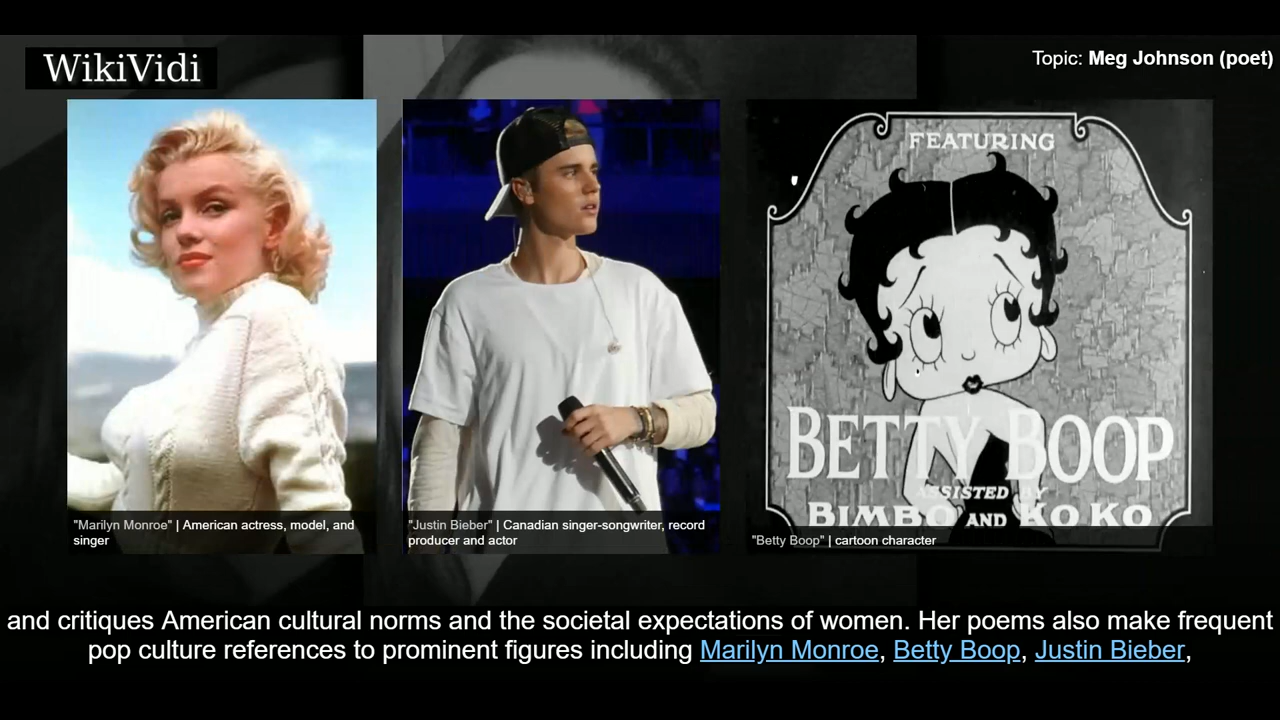 WikiVidi
Topic: Meg Johnson (poet)
FEATURING
BETTY BOOP
ASSISTED BY
BIMBO AND KOKO
"Marilyn Monroe" | American actress, model, and
singer
"Justin Bieber" | Canadian singer-songwriter, record
producer and actor
"Betty Boop" | cartoon character
and critiques American cultural norms and the societal expectations of women. Her poems also make frequent
pop culture references to prominent figures including Marilyn Monroe, Betty Boop, Justin Bieber,